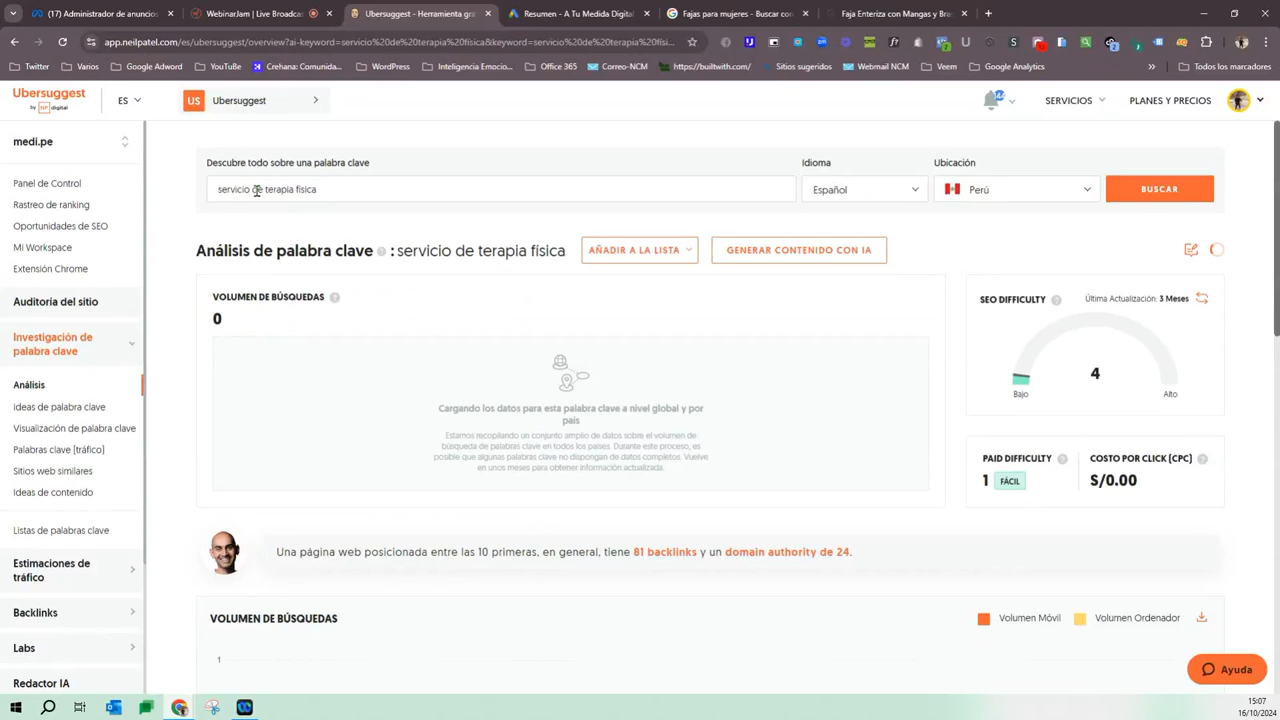 (17) Administrador de anuncios
WebinarJam | Live Broadcas
Ubersuggest - Herramienta gra
Resumen - A Tu Medida Digital
Fajas para mujeres - Buscar co
Faja Enteriza con Mangas y Bra
app.neilpatel.com/es/ubersuggest/overview?ai-keyword=servicio%20de%20terapia%20física&keyword=servicio%20de%20terapia%20físi...
Twitter
Varios
Google Adword
YouTube
Crehana: Comunida...
WordPress
Inteligencia Emocio...
Office 365
Correo-NCM
https://builtwith.com/
Sitios sugeridos
Webmail NCM
Veem
Google Analytics
Todos los marcadores
UBERSUGGEST
by NP digital
ES
US Ubersuggest
44
SERVICIOS
PLANES Y PRECIOS
medi.pe
Panel de Control
Rastreo de ranking
Oportunidades de SEO
Mi Workspace
Extensión Chrome
Auditoría del sitio
Investigación de
palabra clave
Análisis
Ideas de palabra clave
Visualización de palabra clave
Palabras clave [tráfico]
Sitios web similares
Ideas de contenido
Listas de palabras clave
Estimaciones de
tráfico
Backlinks
Labs
Redactor IA
Descubre todo sobre una palabra clave
servicio de terapia física
Idioma
Español
Ubicación
Perú
BUSCAR
Análisis de palabra clave : servicio de terapia física
AÑADIR A LA LISTA
GENERAR CONTENIDO CON IA
VOLUMEN DE BÚSQUEDAS
0
Cargando los datos para esta palabra clave a nivel global y por
país
Estamos recopilando un conjunto amplio de datos sobre el volumen de
búsqueda de palabras clave en todos los países. Durante este proceso, es
posible que algunas palabras clave no dispongan de datos completos. Vuelve
en unos meses para obtener información actualizada.
SEO DIFFICULTY
Última Actualización: 3 Meses
4
Bajo
Alto
PAID DIFFICULTY
1 FÁCIL
COSTO POR CLICK [CPC]
S/0.00
Una página web posicionada entre las 10 primeras, en general, tiene 81 backlinks y un domain authority de 24.
VOLUMEN DE BÚSQUEDAS
Volumen Móvil
Volumen Ordenador
1
Ayuda
15:07
16/10/2024